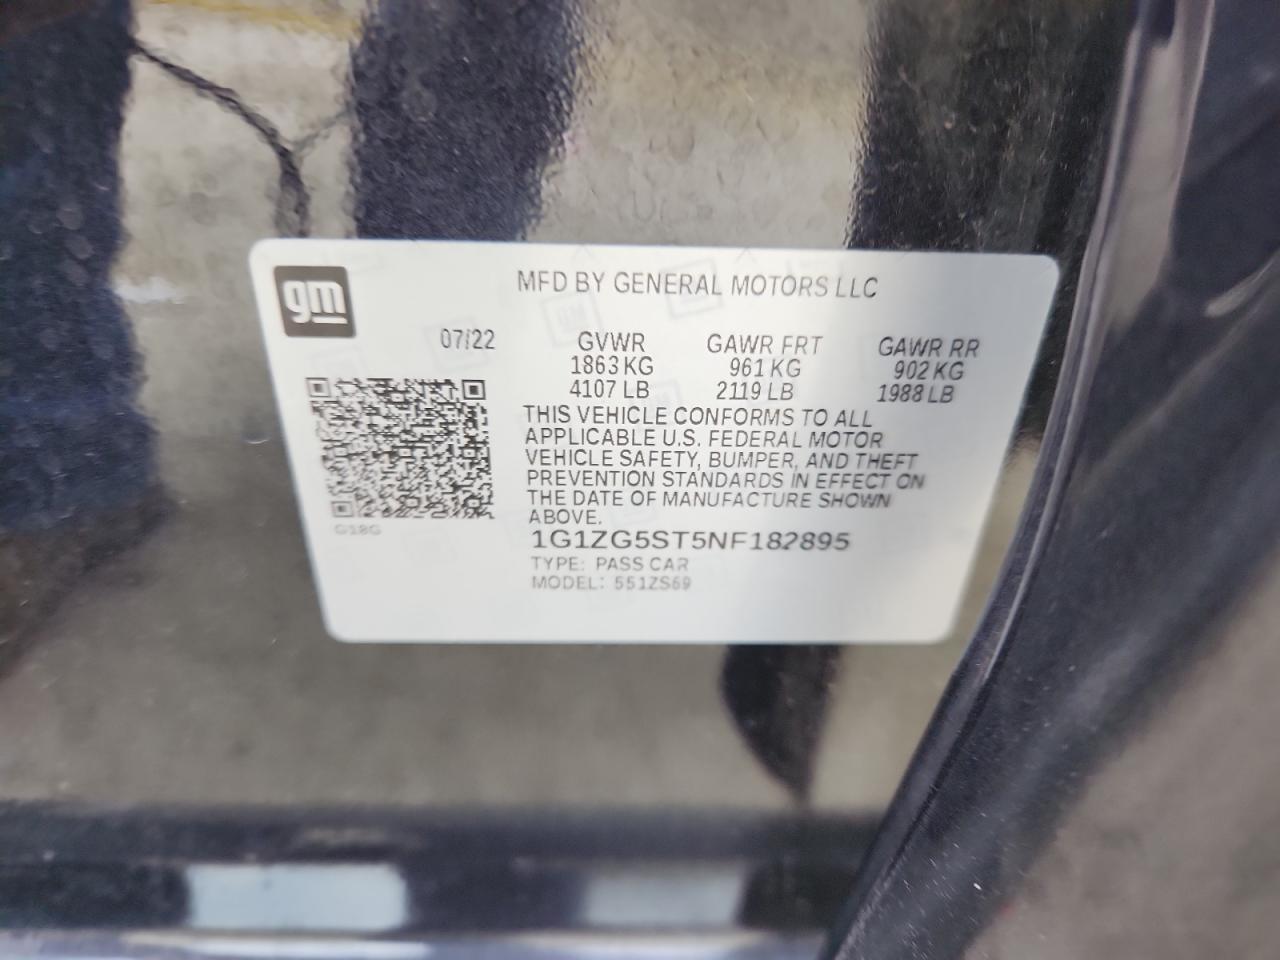 gm
MFD BY GENERAL MOTORS LLC
07/22
GVWR GAWR FRT GAWR RR
1863 KG 961 KG 902 KG
4107 LB 2119 LB 1988 LB
THIS VEHICLE CONFORMS TO ALL
APPLICABLE U.S. FEDERAL MOTOR
VEHICLE SAFETY, BUMPER, AND THEFT
PREVENTION STANDARDS IN EFFECT ON
THE DATE OF MANUFACTURE SHOWN
ABOVE.
G18G
1G1ZG5ST5NF182895
TYPE: PASS CAR
MODEL: 551ZS69